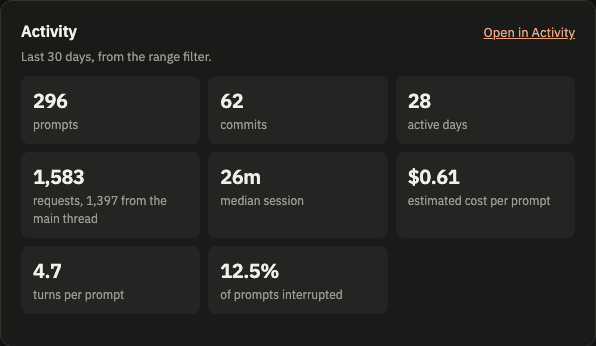 Activity
Open in Activity
Last 30 days, from the range filter.
296
prompts
62
commits
28
active days
1,583
requests, 1,397 from the
main thread
26m
median session
$0.61
estimated cost per prompt
4.7
turns per prompt
12.5%
of prompts interrupted